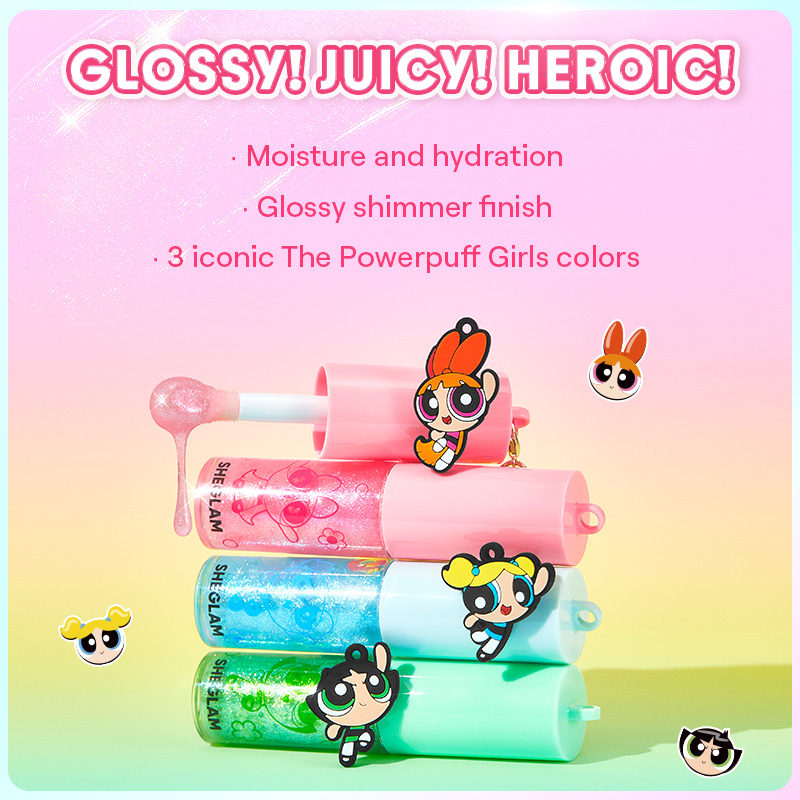 GLOSSY! JUICY! HEROIC!
· Moisture and hydration
· Glossy shimmer finish
· 3 iconic The Powerpuff Girls colors
SHEGLAM
SHEGLAM
SHEGLAM